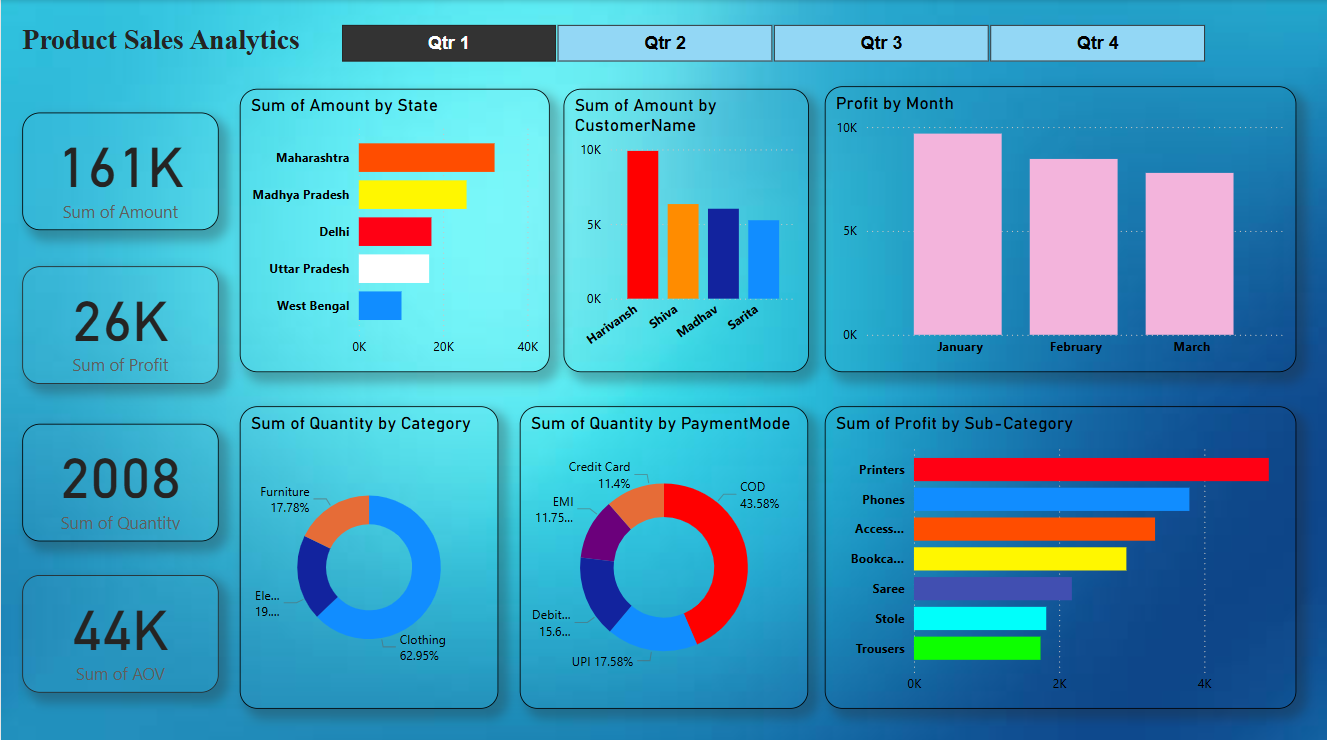 Product Sales Analytics
Qtr 1
Qtr 2
Qtr 3
Qtr 4
161K
Sum of Amount
26K
Sum of Profit
2008
Sum of Quantity
44K
Sum of AOV
Sum of Amount by State
Maharashtra
Madhya Pradesh
Delhi
Uttar Pradesh
West Bengal
0K 20K 40K
Sum of Amount by
CustomerName
10K
5K
0K
Harivansh
Shiva
Madhav
Sarita
Profit by Month
10K
5K
0K
January February March
Sum of Quantity by Category
Furniture
17.78%
Ele...
19....
Clothing
62.95%
Sum of Quantity by PaymentMode
Credit Card
11.4%
COD
43.58%
EMI
11.75...
Debit...
15.6...
UPI 17.58%
Sum of Profit by Sub-Category
Printers
Phones
Access...
Bookca...
Saree
Stole
Trousers
0K 2K 4K